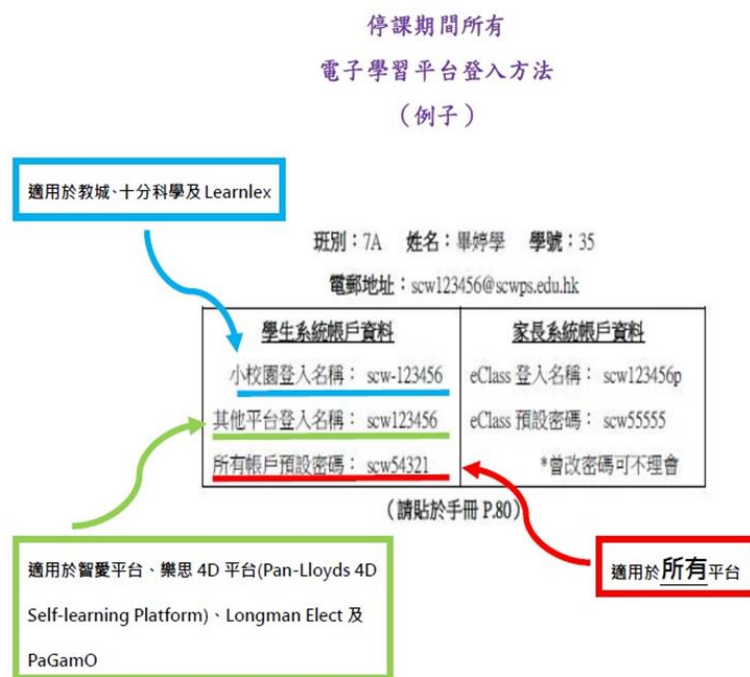 停課期間所有
電子學習平台登入方法
（例子）
適用於教城、十分科學及 Learnlex
班別：7A 姓名：畢婷學 學號：35
電郵地址：scw123456@scwps.edu.hk
學生系統帳戶資料
小校園登入名稱： scw-123456
其他平台登入名稱： scw123456
所有帳戶預設密碼： scw54321
家長系統帳戶資料
eClass 登入名稱： scw123456p
eClass 預設密碼： scw55555
*曾改密碼可不理會
（請貼於手冊 P.80）
適用於智愛平台、樂思 4D 平台(Pan-Lloyds 4D
Self-learning Platform)、Longman Elect 及
PaGamO
適用於所有平台